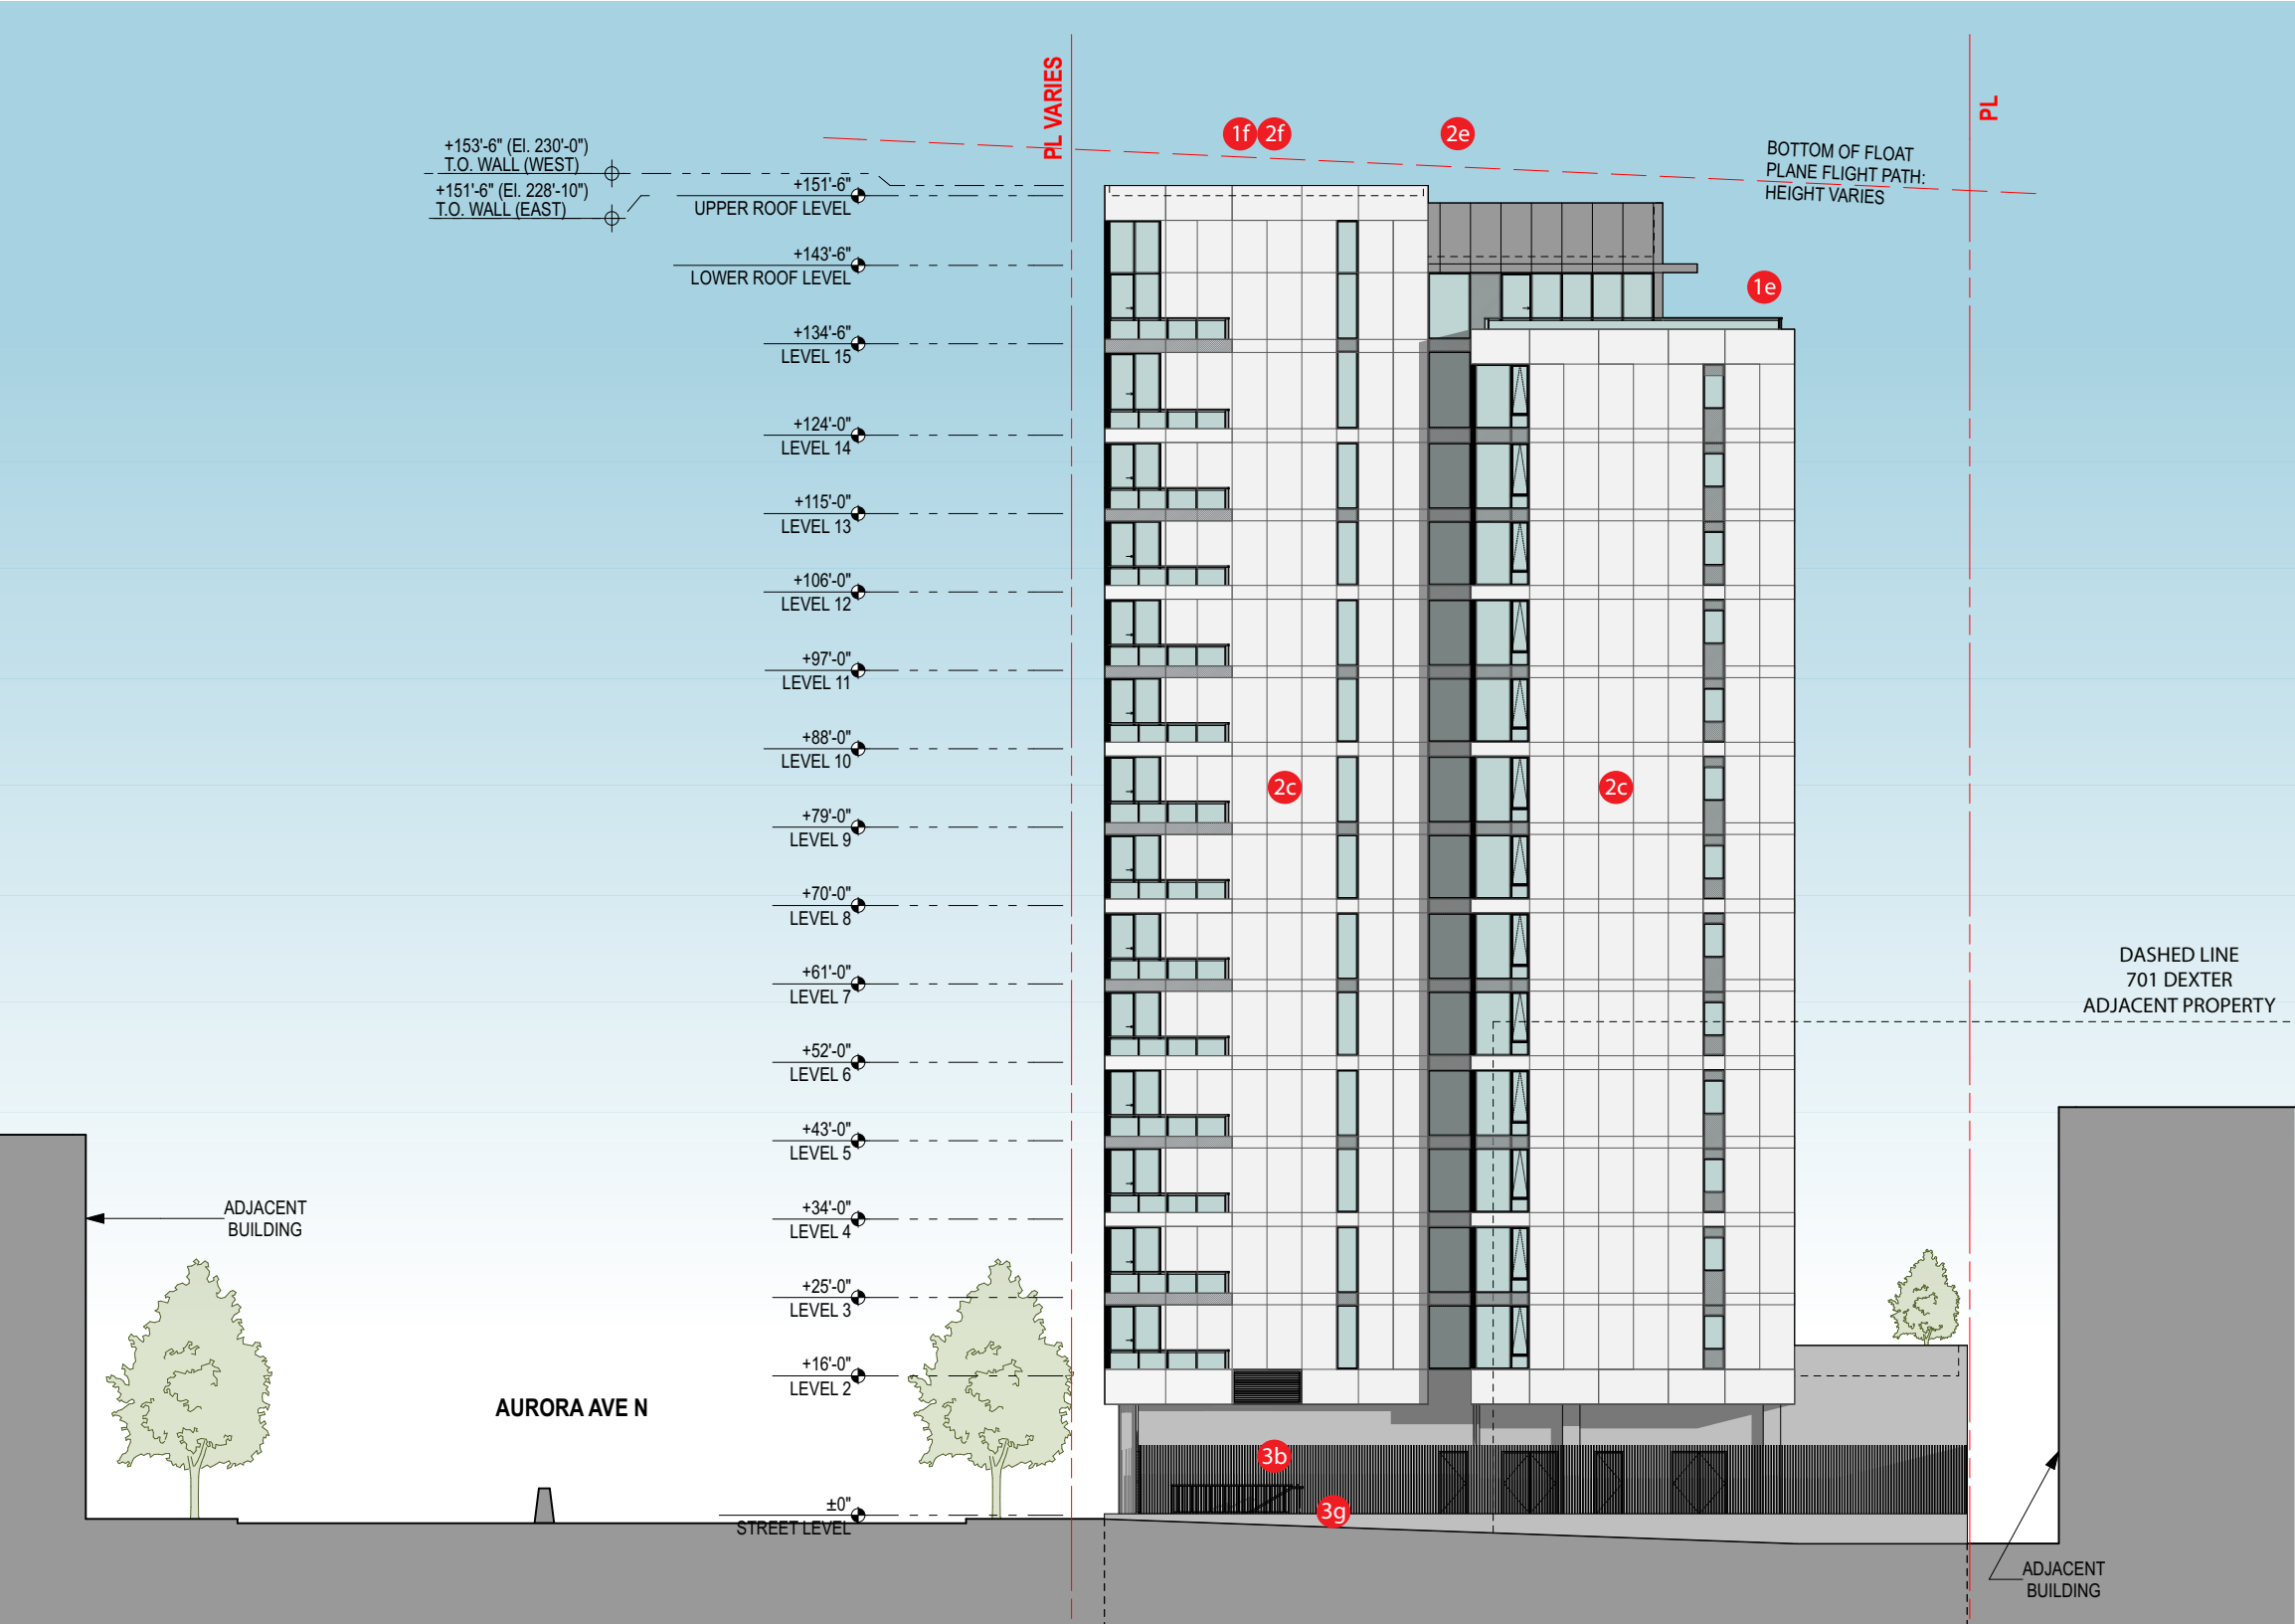 PL VARIES
PL
1f
2f
2e
BOTTOM OF FLOAT
PLANE FLIGHT PATH:
HEIGHT VARIES
+153'-6" (El. 230'-0")
T.O. WALL (WEST)
+151'-6" (El. 228'-10")
T.O. WALL (EAST)
+151'-6"
UPPER ROOF LEVEL
+143'-6"
LOWER ROOF LEVEL
1e
+134'-6"
LEVEL 15
+124'-0"
LEVEL 14
+115'-0"
LEVEL 13
+106'-0"
LEVEL 12
+97'-0"
LEVEL 11
+88'-0"
LEVEL 10
2c
2c
+79'-0"
LEVEL 9
+70'-0"
LEVEL 8
+61'-0"
LEVEL 7
DASHED LINE
701 DEXTER
ADJACENT PROPERTY
+52'-0"
LEVEL 6
+43'-0"
LEVEL 5
+34'-0"
LEVEL 4
ADJACENT
BUILDING
+25'-0"
LEVEL 3
+16'-0"
LEVEL 2
AURORA AVE N
3b
±0"
STREET LEVEL
3g
ADJACENT
BUILDING